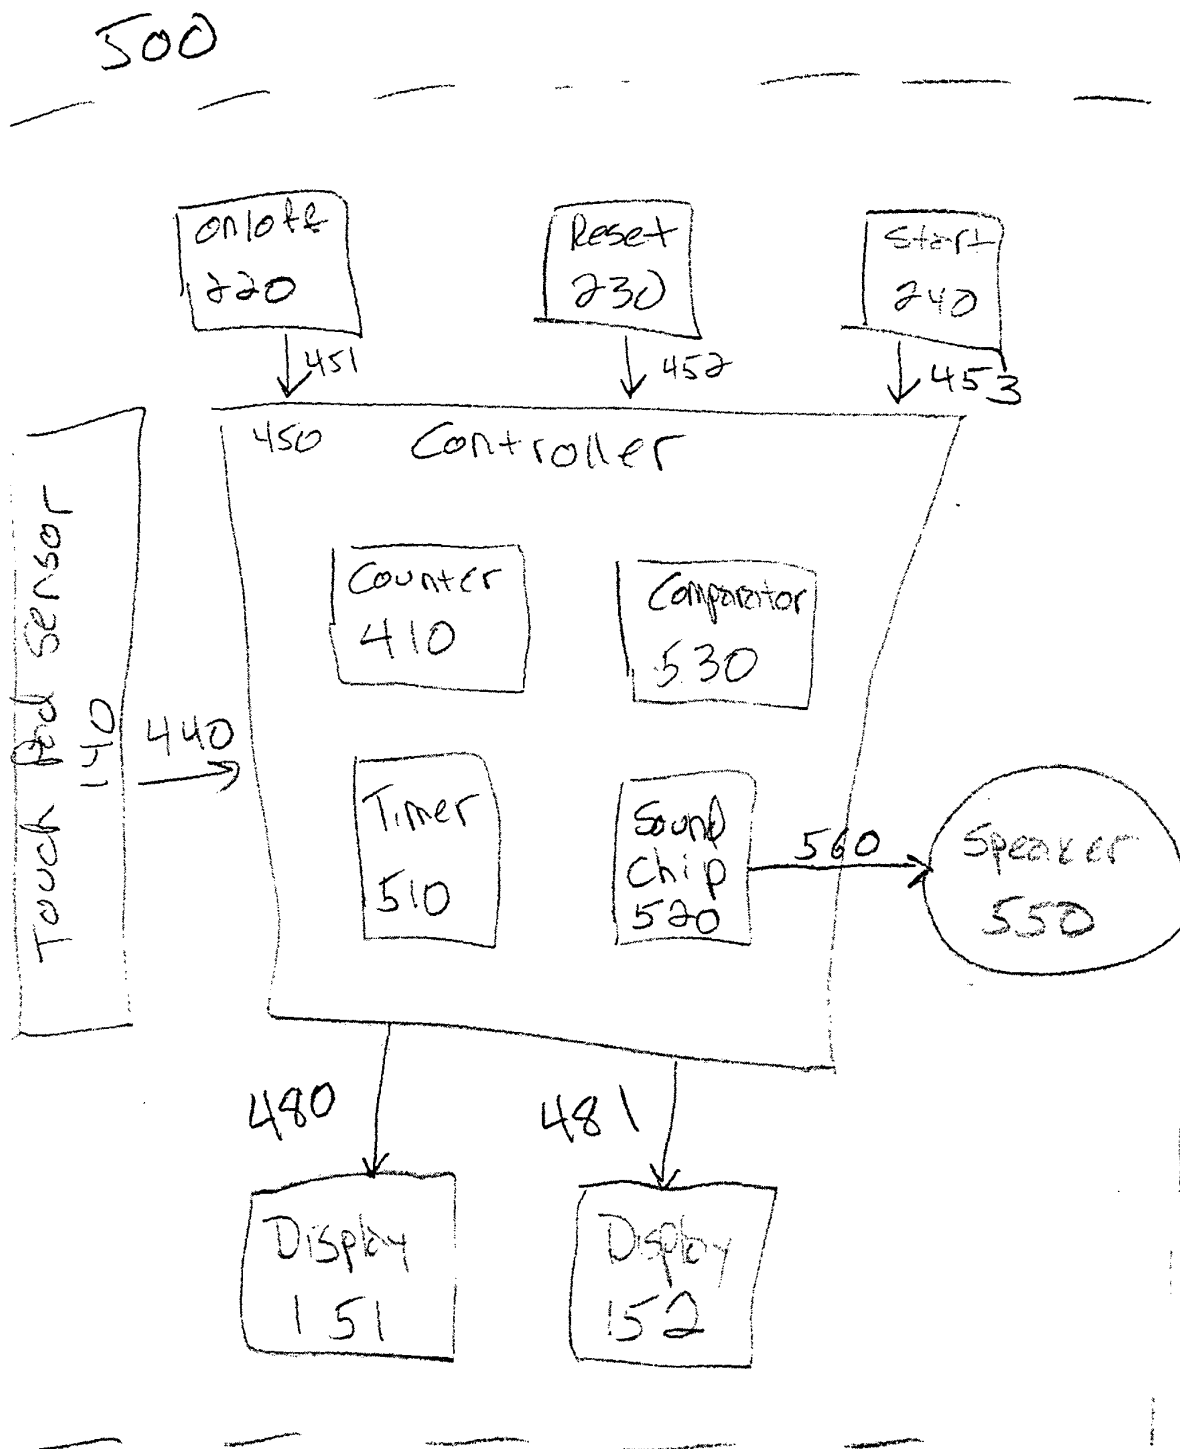 500
On/off
220
Reset
230
Start
240
451
452
453
450 Controller
Counter
410
Comparator
530
Touch Pad Sensor
140
440
Timer
510
Sound
Chip
520
560
Speaker
550
480
481
Display
151
Display
152